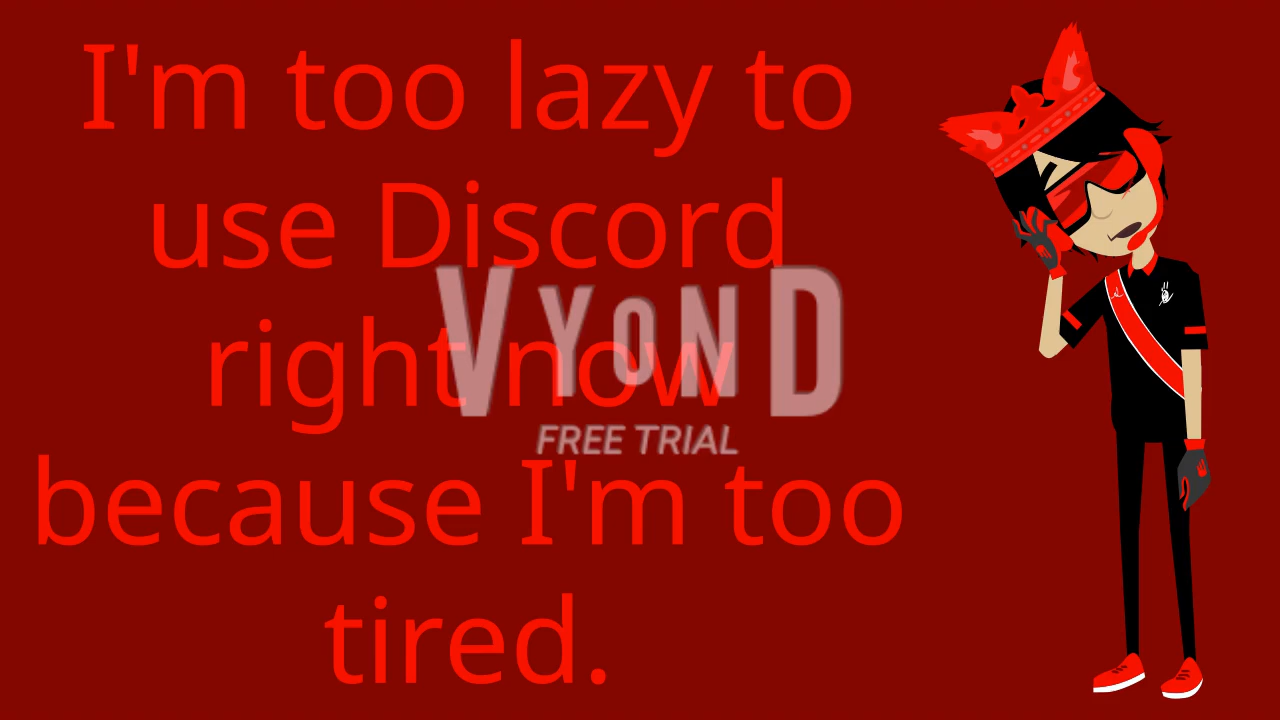 I'm too lazy to
use Discord
right now
because I'm too
tired.
VYOND
FREE TRIAL